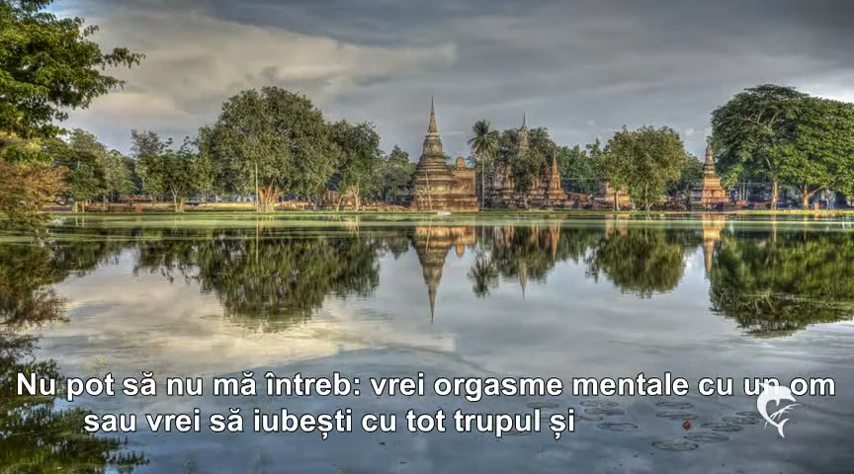 Nu pot să nu mă întreb: vrei orgasme mentale cu un om
sau vrei să iubești cu tot trupul și